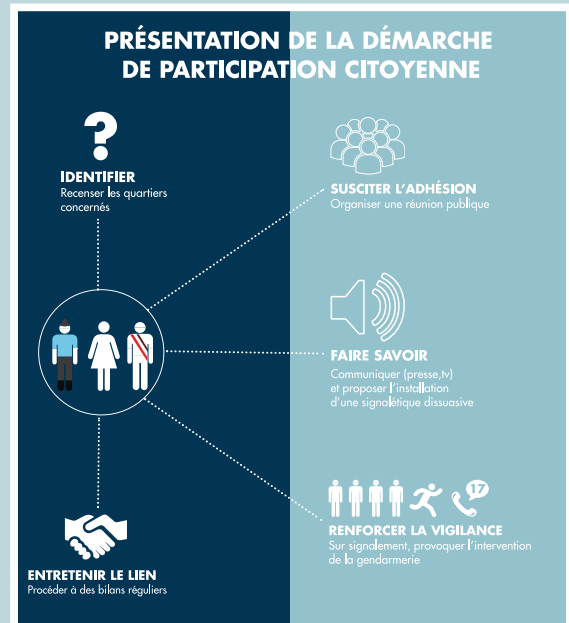 PRÉSENTATION DE LA DÉMARCHE
DE PARTICIPATION CITOYENNE
?
IDENTIFIER
Recenser les quartiers
concernés
SUSCITER L'ADHÉSION
Organiser une réunion publique
FAIRE SAVOIR
Communiquer (presse,tv)
et proposer l'installation
d'une signalétique dissuasive
17
RENFORCER LA VIGILANCE
Sur signalement, provoquer l'intervention
de la gendarmerie
ENTRETENIR LE LIEN
Procéder à des bilans réguliers